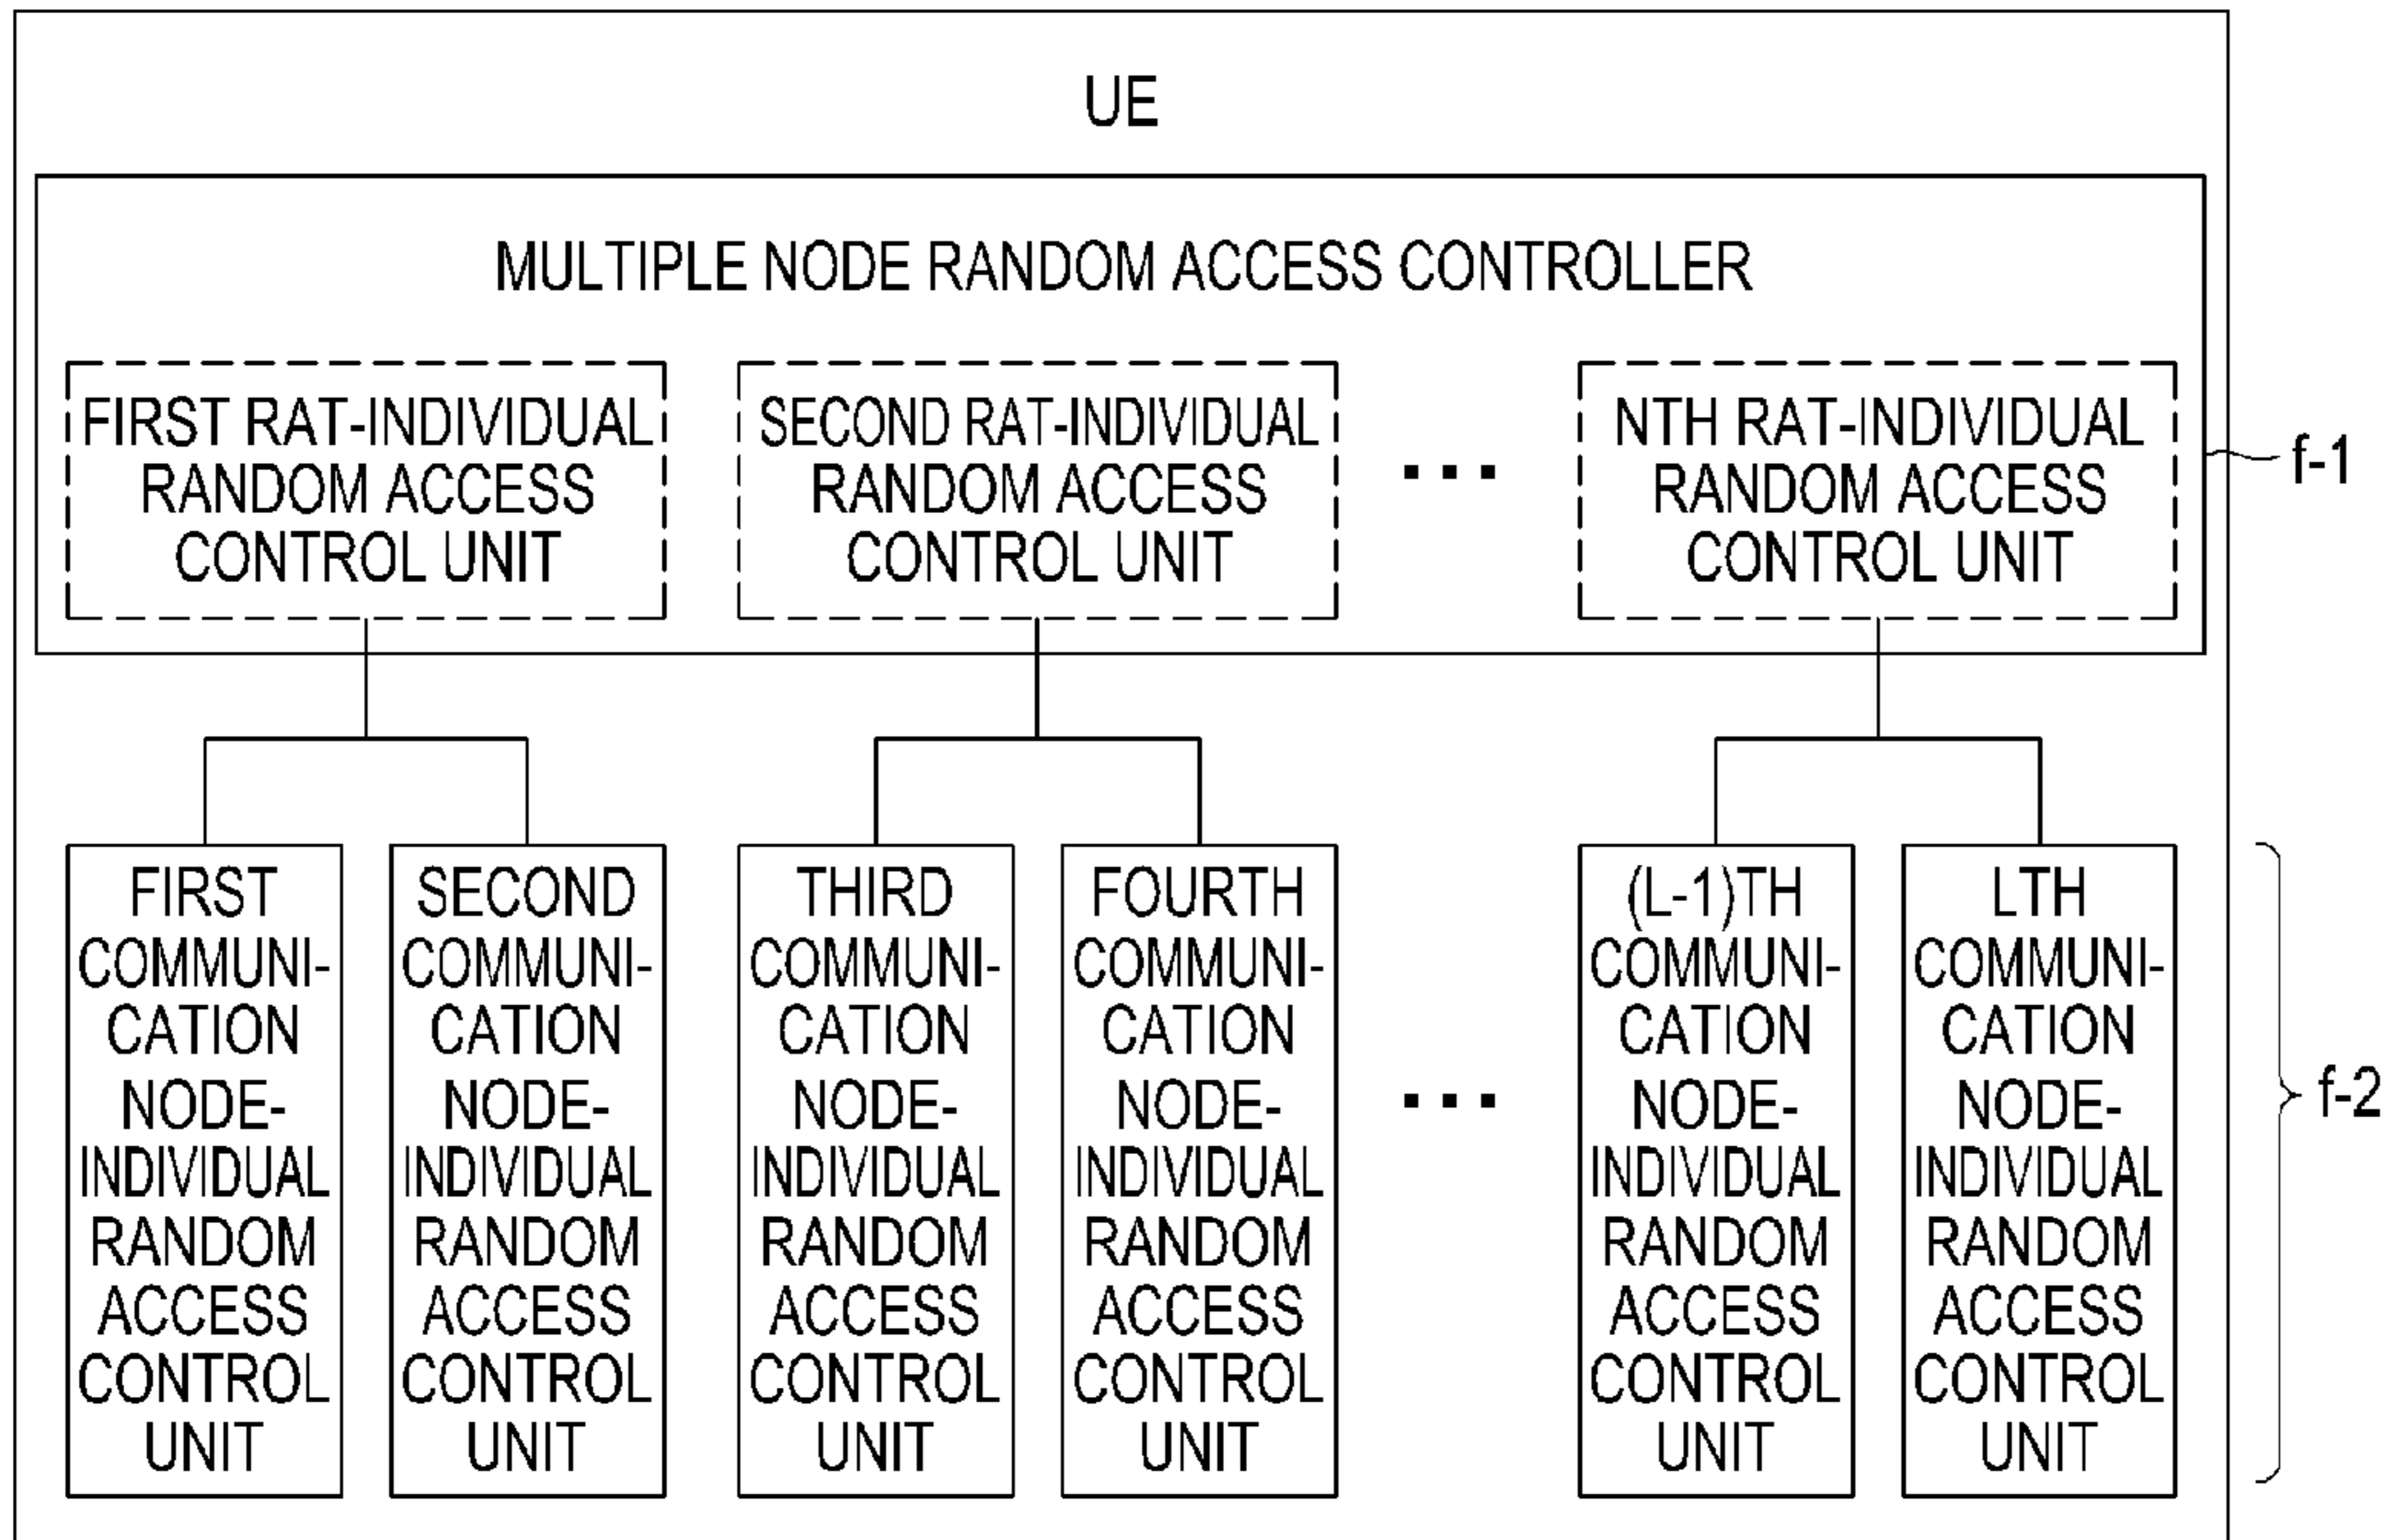 UE
MULTIPLE NODE RANDOM ACCESS CONTROLLER
FIRST RAT-INDIVIDUAL
RANDOM ACCESS
CONTROL UNIT
SECOND RAT-INDIVIDUAL
RANDOM ACCESS
CONTROL UNIT
...
NTH RAT-INDIVIDUAL
RANDOM ACCESS
CONTROL UNIT
f-1
FIRST
COMMUNI-
CATION
NODE-
INDIVIDUAL
RANDOM
ACCESS
CONTROL
UNIT
SECOND
COMMUNI-
CATION
NODE-
INDIVIDUAL
RANDOM
ACCESS
CONTROL
UNIT
THIRD
COMMUNI-
CATION
NODE-
INDIVIDUAL
RANDOM
ACCESS
CONTROL
UNIT
FOURTH
COMMUNI-
CATION
NODE-
INDIVIDUAL
RANDOM
ACCESS
CONTROL
UNIT
...
(L-1)TH
COMMUNI-
CATION
NODE-
INDIVIDUAL
RANDOM
ACCESS
CONTROL
UNIT
LTH
COMMUNI-
CATION
NODE-
INDIVIDUAL
RANDOM
ACCESS
CONTROL
UNIT
f-2